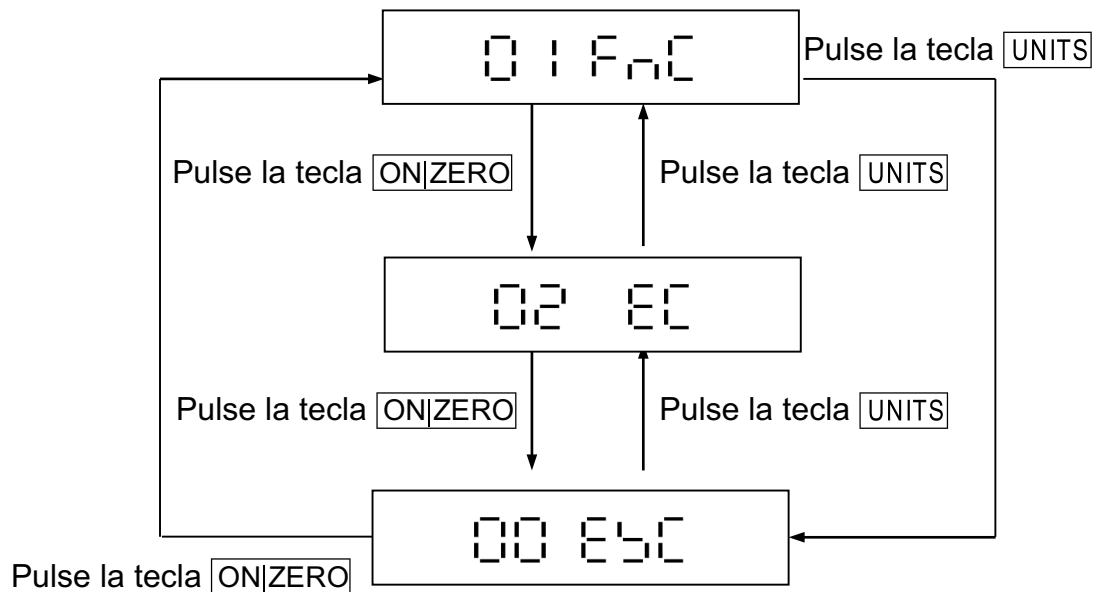 01 FnC
Pulse la tecla UNITS
Pulse la tecla ON|ZERO
Pulse la tecla UNITS
02 EC
Pulse la tecla ON|ZERO
Pulse la tecla UNITS
00 ESC
Pulse la tecla ON|ZERO